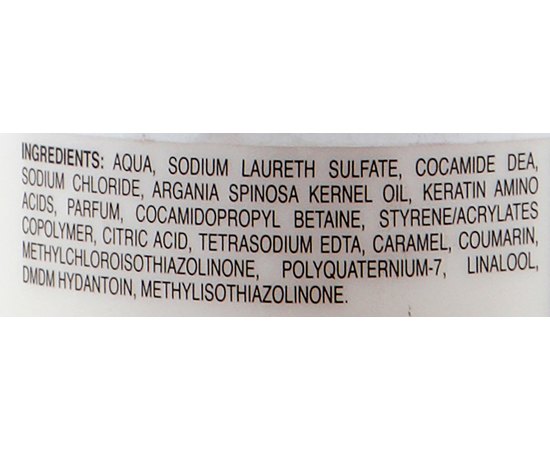 INGREDIENTS: AQUA, SODIUM LAURETH SULFATE, COCAMIDE DEA,
SODIUM CHLORIDE, ARGANIA SPINOSA KERNEL OIL, KERATIN AMINO
ACIDS, PARFUM, COCAMIDOPROPYL BETAINE, STYRENE/ACRYLATES
COPOLYMER, CITRIC ACID, TETRASODIUM EDTA, CARAMEL, COUMARIN,
METHYLCHLOROISOTHIAZOLINONE, POLYQUATERNIUM-7, LINALOOL,
DMDM HYDANTOIN, METHYLISOTHIAZOLINONE.